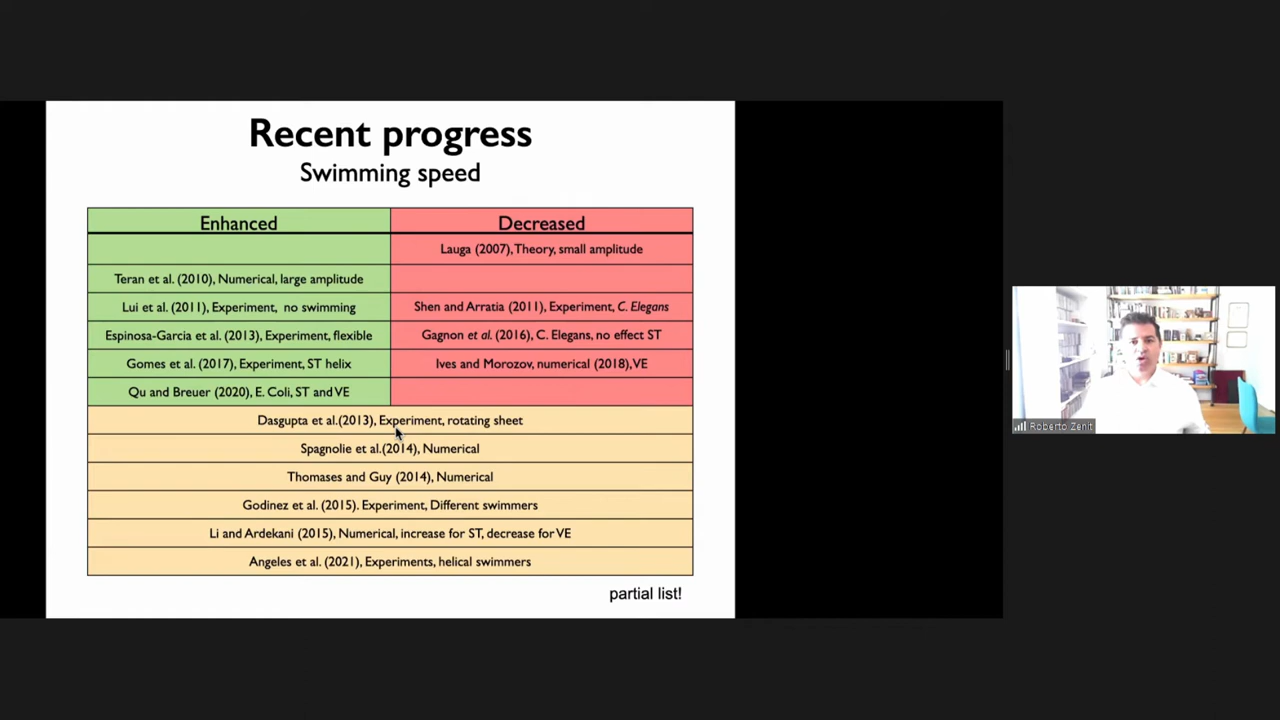 Recent progress
Swimming speed
Enhanced
Decreased
Lauga (2007), Theory, small amplitude
Teran et al. (2010), Numerical, large amplitude
Lui et al. (2011), Experiment, no swimming
Shen and Arratia (2011), Experiment, C. Elegans
Espinosa-Garcia et al. (2013), Experiment, flexible
Gagnon et al. (2016), C. Elegans, no effect ST
Gomes et al. (2017), Experiment, ST helix
Ives and Morozov, numerical (2018), VE
Qu and Breuer (2020), E. Coli, ST and VE
Dasgupta et al.(2013), Experiment, rotating sheet
Spagnolie et al.(2014), Numerical
Thomases and Guy (2014), Numerical
Godinez et al. (2015). Experiment, Different swimmers
Li and Ardekani (2015), Numerical, increase for ST, decrease for VE
Angeles et al. (2021), Experiments, helical swimmers
partial list!
Roberto Zenit